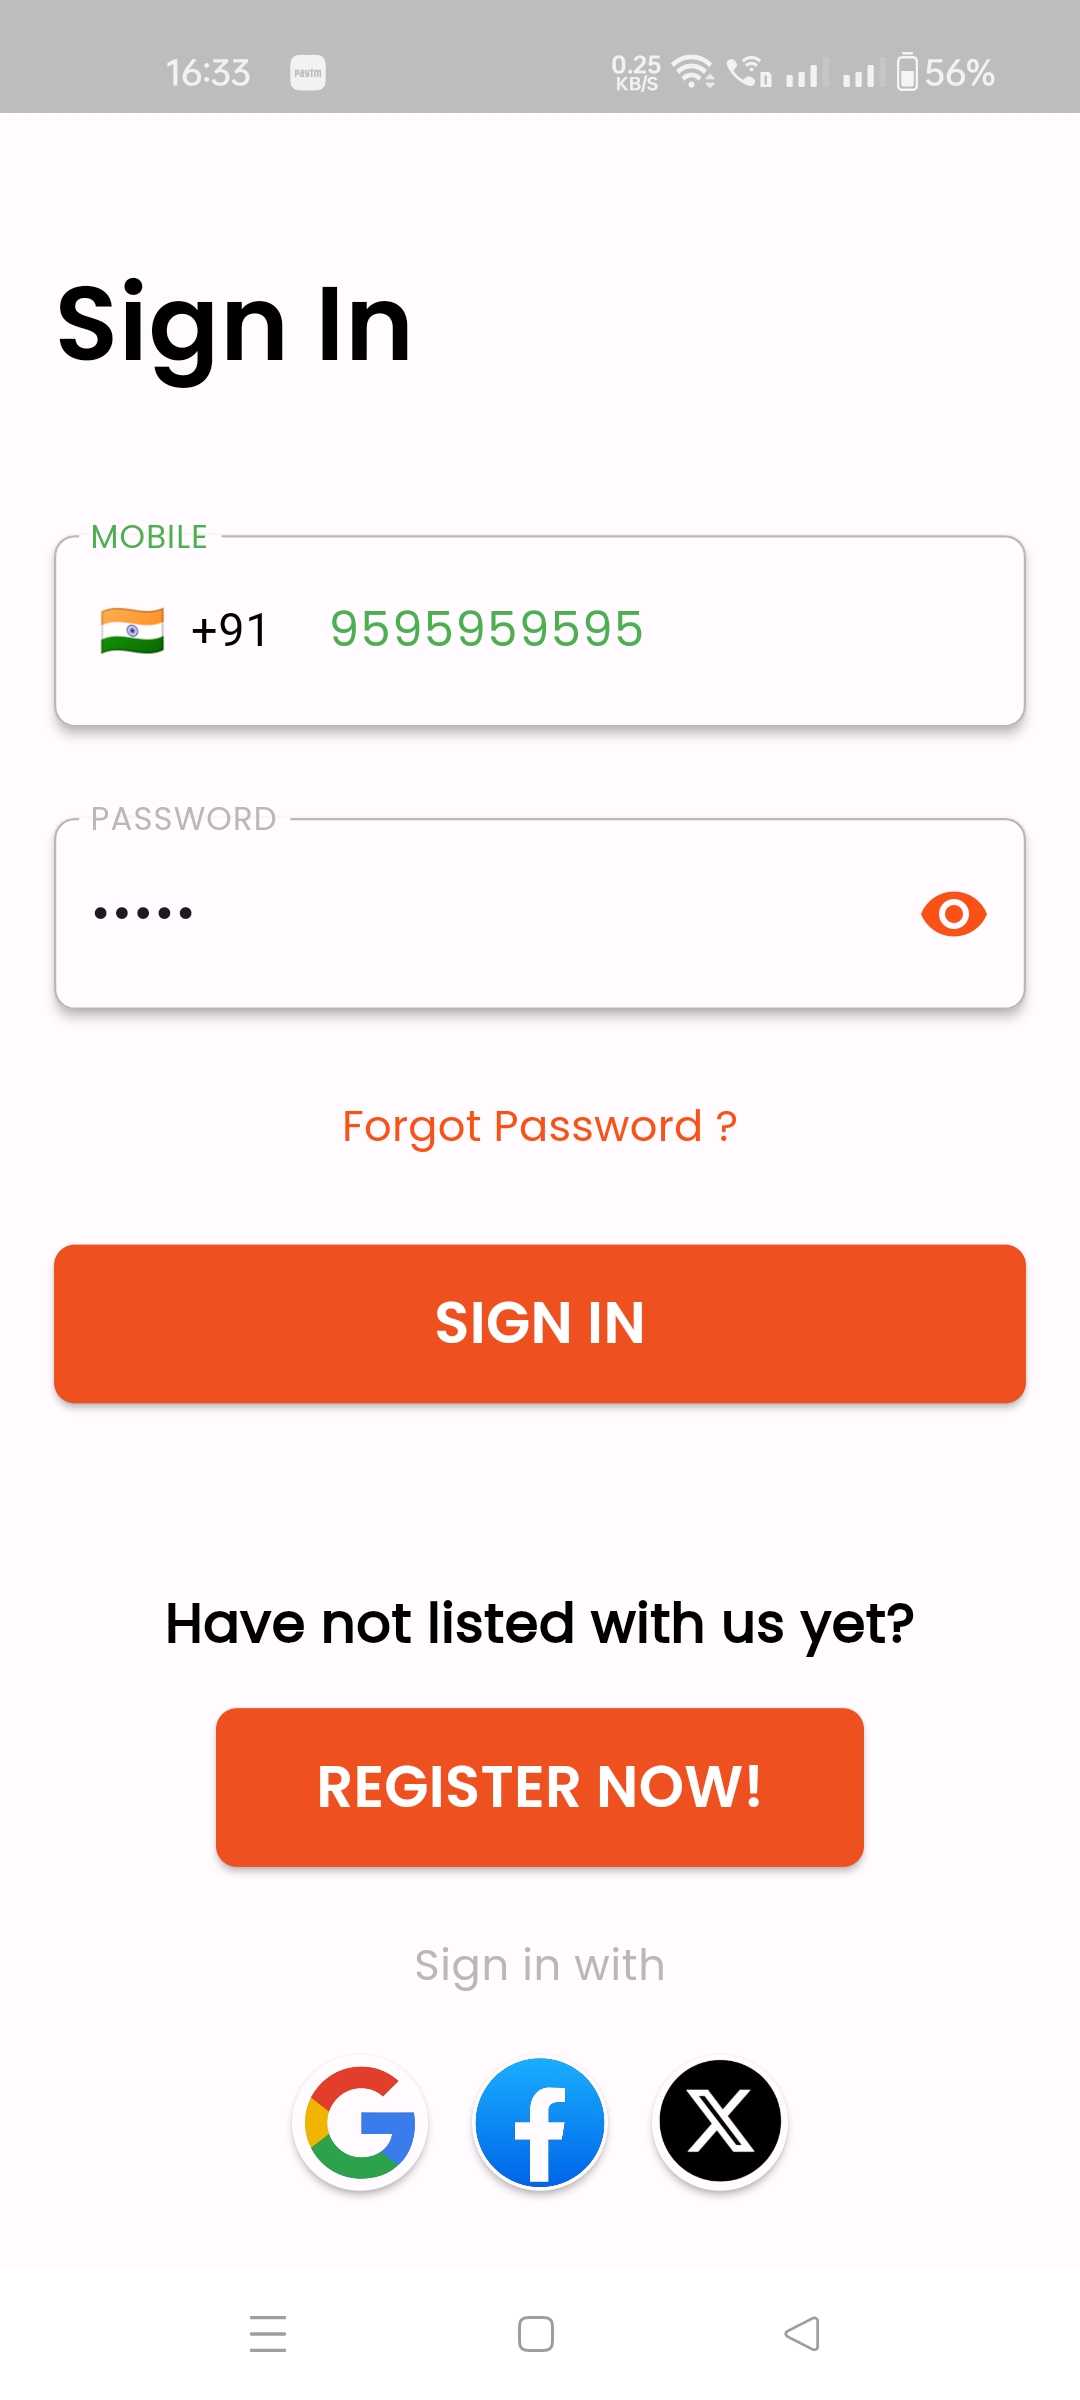 16:33 paytm 0.25 KB/S 56%
Sign In
MOBILE
+91 9595959595
PASSWORD
•••••
Forgot Password ?
SIGN IN
Have not listed with us yet?
REGISTER NOW!
Sign in with